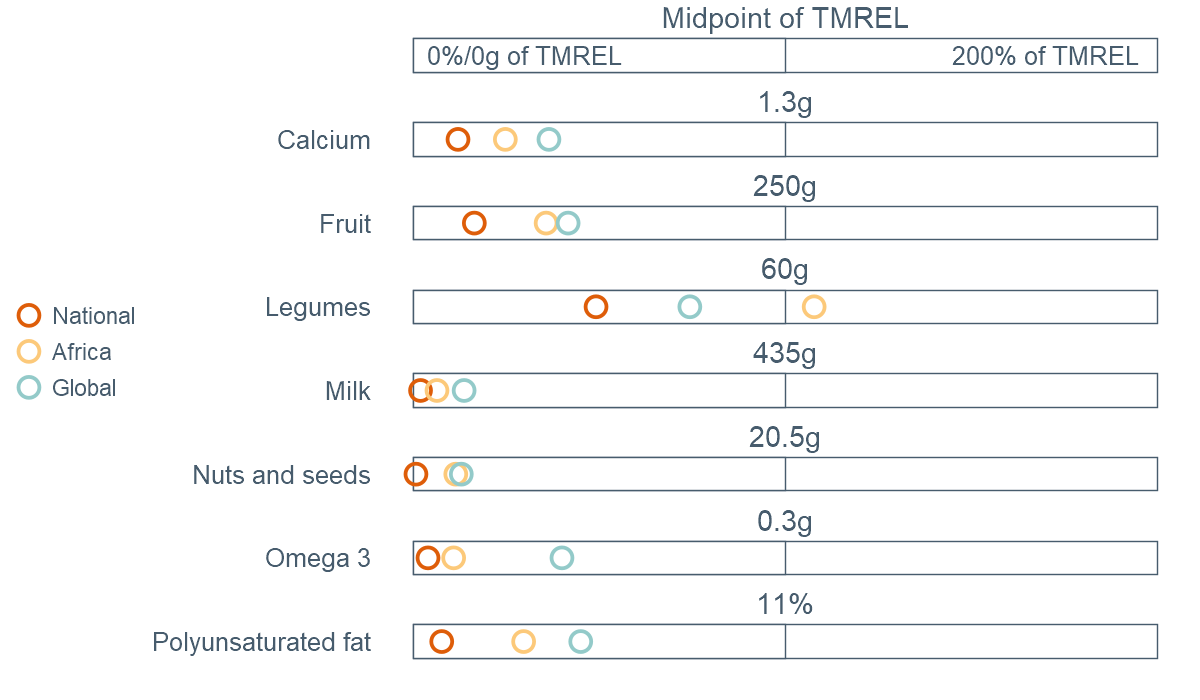 Midpoint of TMREL
0%/0g of TMREL
200% of TMREL
1.3g
Calcium
250g
Fruit
60g
Legumes
435g
Milk
20.5g
Nuts and seeds
0.3g
Omega 3
11%
Polyunsaturated fat
National
Africa
Global